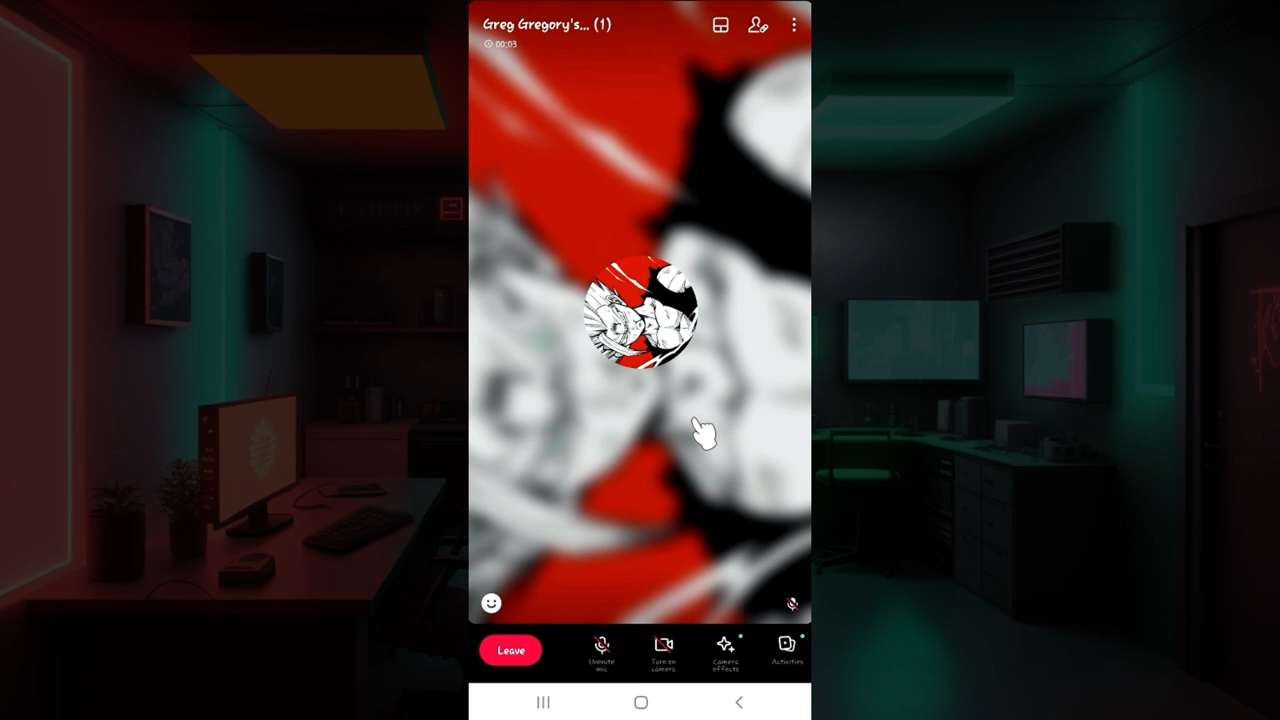 Greg Gregory's... (1)
00:03
Leave
Unmute
mic
Turn on
camera
Camera
effects
Activities